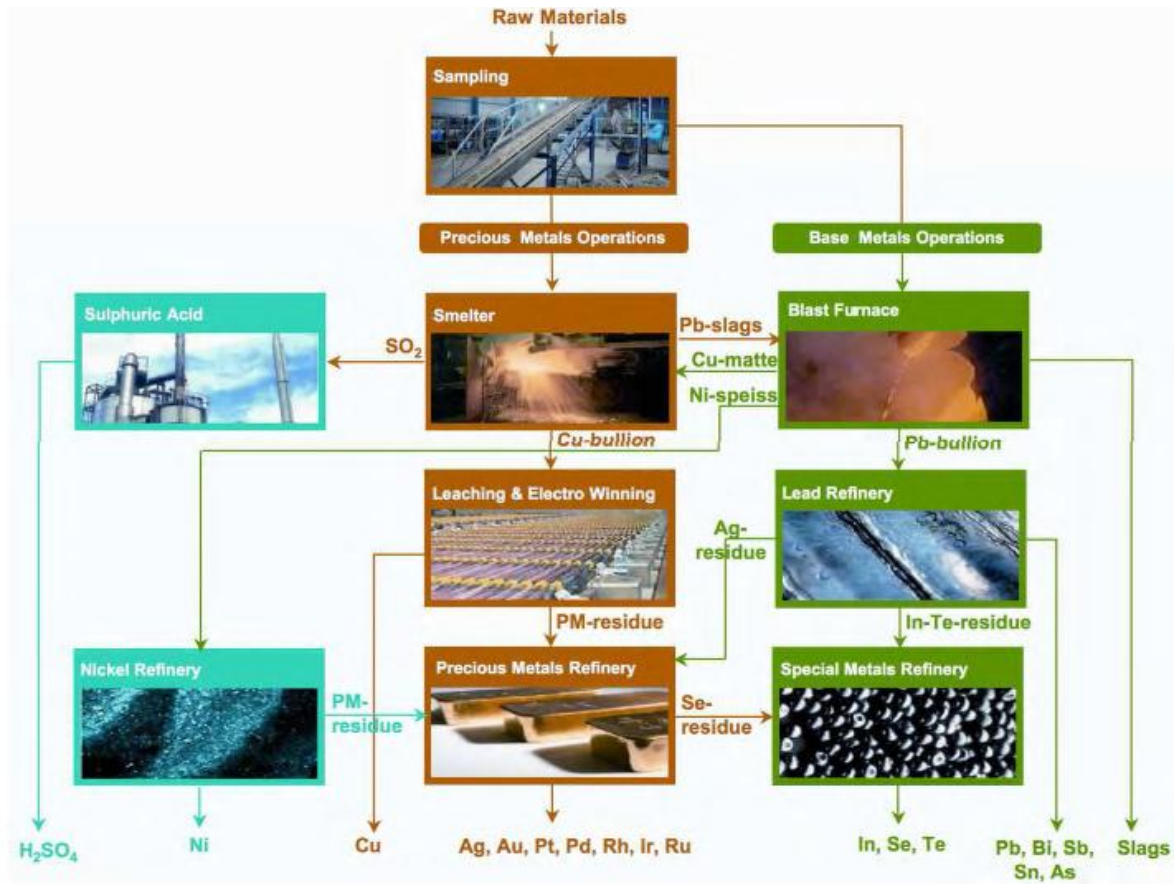 Raw Materials
Sampling
Precious Metals Operations
Base Metals Operations
Sulphuric Acid
Smelter
Blast Furnace
SO₂
Pb-slags
Cu-matte
Ni-speiss
Cu-bullion
Pb-bullion
Leaching & Electro Winning
Lead Refinery
Ag-
residue
PM-residue
In-Te-residue
Nickel Refinery
Precious Metals Refinery
Special Metals Refinery
PM-
residue
Se-
residue
H₂SO₄
Ni
Cu
Ag, Au, Pt, Pd, Rh, Ir, Ru
In, Se, Te
Pb, Bi, Sb,
Sn, As
Slags